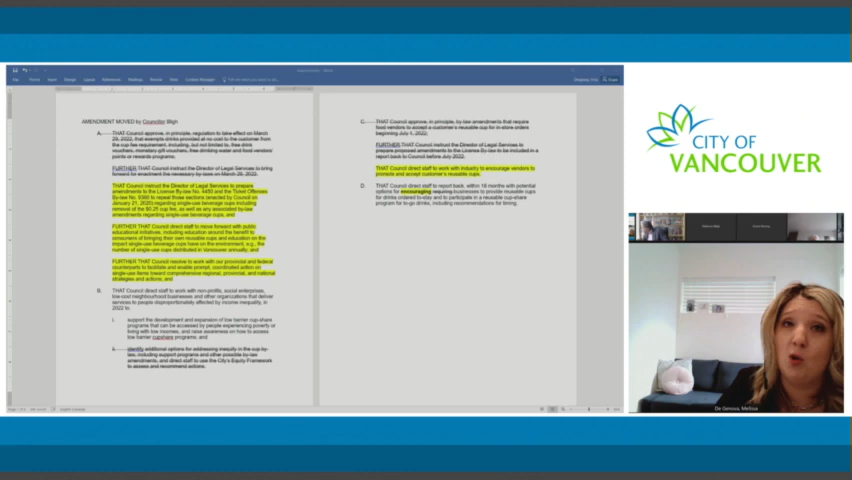 File Home Insert Design Layout References Mailings Review View Content Manager Tell me what you want to do...
Share
AMENDMENT MOVED by Councillor Bligh
A. THAT Council approve, in principle, regulation to take effect on March
29, 2022, that exempts drinks provided at no cost to the customer
from the cup fee requirement, including, but not limited to, free drink
vouchers, monetary gift vouchers, free drinking water and food vendors'
points or rewards programs.
FURTHER THAT Council instruct the Director of Legal Services to bring
forward for enactment the necessary by-laws on March 29, 2022.
THAT Council instruct the Director of Legal Services to prepare
amendments to the License By-law No. 4450 and the Ticket Offences
By-law No. 9360 to repeal those sections (enacted by Council on
January 21, 2020) regarding single-use beverage cups including
removal of the $0.25 cup fee, as well as any associated by-law
amendments regarding single-use beverage cups, and
FURTHER THAT Council direct staff to move forward with public
educational initiatives, including education around the benefit to
consumers of bringing their own reusable cups and education on the
impact single-use beverage cups have on the environment, e.g., the
number of single-use cups distributed in Vancouver annually; and
FURTHER THAT Council resolve to work with our provincial and federal
counterparts to facilitate and enable prompt, coordinated action on
single-use items toward comprehensive regional, provincial, and national
strategies and actions; and
B. THAT Council direct staff to work with non-profits, social enterprises,
low-cost neighbourhood businesses and other organizations that deliver
services to people disproportionately affected by income inequality, in
2022 to:
i. support the development and expansion of low barrier cup-share
programs that can be accessed by people experiencing poverty or
living with low incomes, and raise awareness on how to access
low barrier cupshare programs; and
ii. identify additional options for addressing inequity in the cup by-
law, including support programs and other possible by-law
amendments, and direct staff to use the City's Equity Framework
to assess and recommend.
C. THAT Council approve, in principle, by-law amendments that require
food vendors to accept a customer's reusable cup for in-store orders
beginning July 1, 2022.
FURTHER THAT Council instruct the Director of Legal Services to
prepare proposed amendments to the License By-law to be included in a
report back to Council before July 2022.
THAT Council direct staff to work with industry to encourage vendors to
promote and accept customer's reusable cups.
D. THAT Council direct staff to report back, within 18 months with potential
options for encouraging requiring businesses to provide reusable cups
for drinks ordered to-stay and to participate in a reusable cup-share
program for to-go drinks, including recommendations for timing
CITY OF
VANCOUVER
De Genova, Melissa